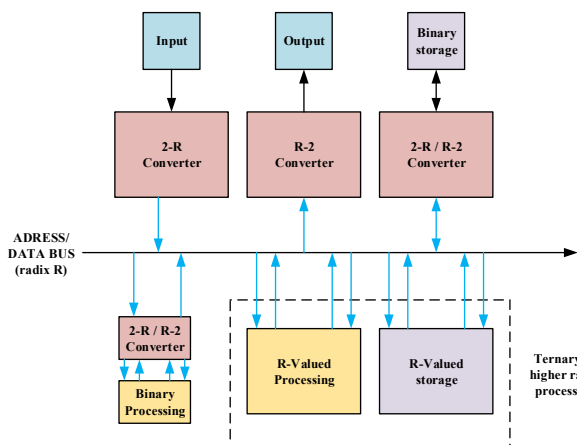 Input
Output
Binary
storage
2-R
Converter
R-2
Converter
2-R / R-2
Converter
ADRESS/
DATA BUS
(radix R)
2-R / R-2
Converter
Binary
Processing
R-Valued
Processing
R-Valued
storage
Ternary
higher ra
process